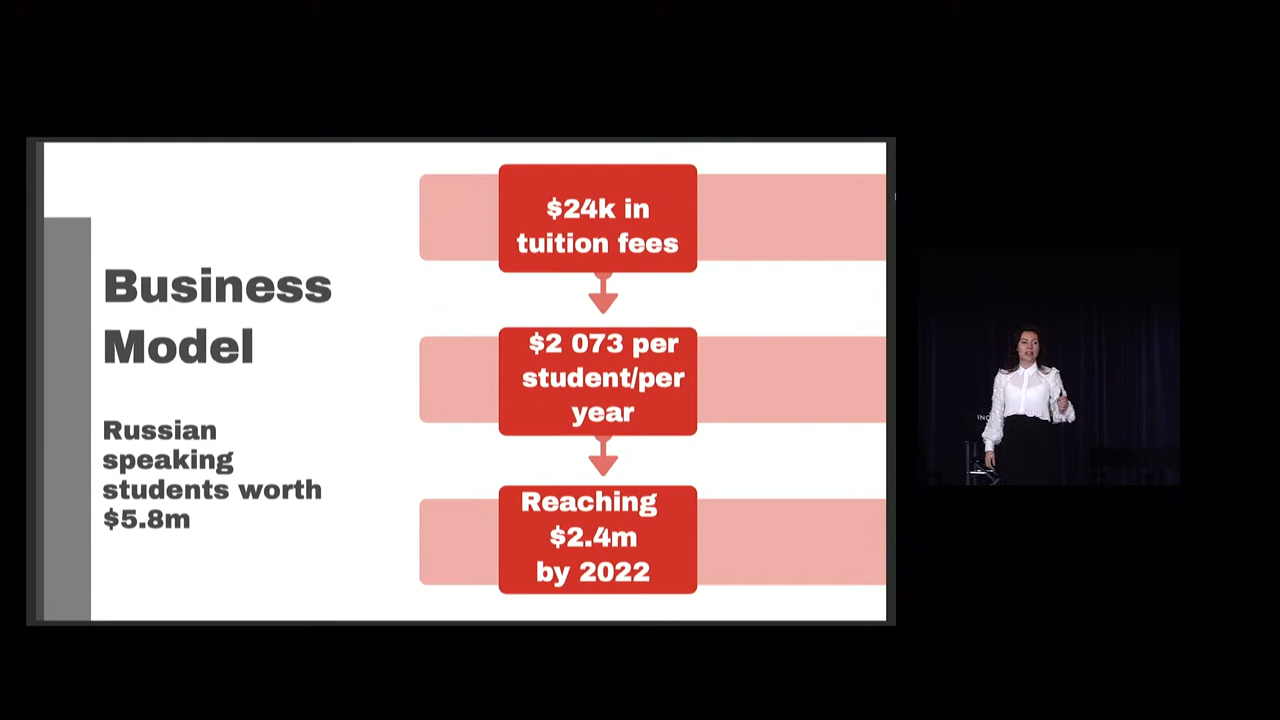 Business
Model
Russian
speaking
students worth
$5.8m
$24k in
tuition fees
$2 073 per
student/per
year
Reaching
$2.4m
by 2022